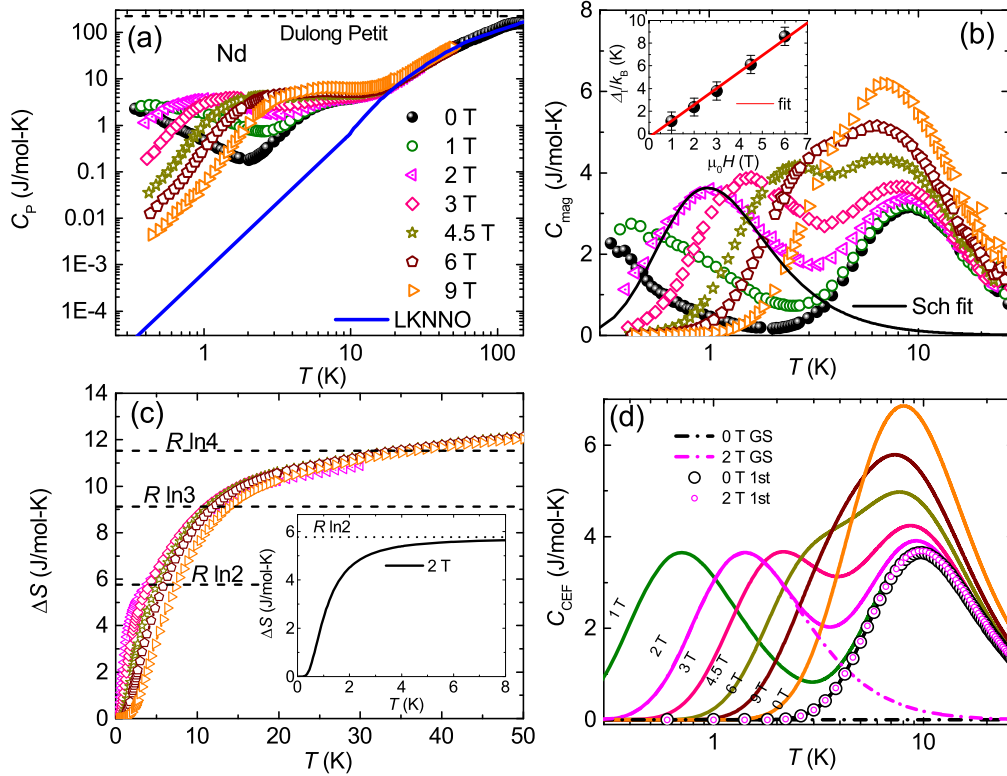 (a)
Dulong Petit
Nd
C_P (J/mol-K)
100
10
1
0.1
0.01
1E-3
1E-4
0 T
1 T
2 T
3 T
4.5 T
6 T
9 T
LKNNO
1
10
100
T (K)
(b)
C_mag (J/mol-K)
8
6
4
2
0
Δ_i/k_B (K)
10
8
6
4
2
0
fit
0 1 2 3 4 5 6 7
μ_0H (T)
Sch fit
1
10
T (K)
(c)
ΔS (J/mol-K)
14
12
10
8
6
4
2
0
R ln4
R ln3
R ln2
ΔS (J/mol-K)
6
4
2
0
R ln2
2 T
0 2 4 6 8
T (K)
0 10 20 30 40 50
T (K)
(d)
C_CEF (J/mol-K)
6
4
2
0
0 T GS
2 T GS
0 T 1st
2 T 1st
1 T
2 T
3 T
4.5 T
6 T
9 T
0 T
1
10
T (K)